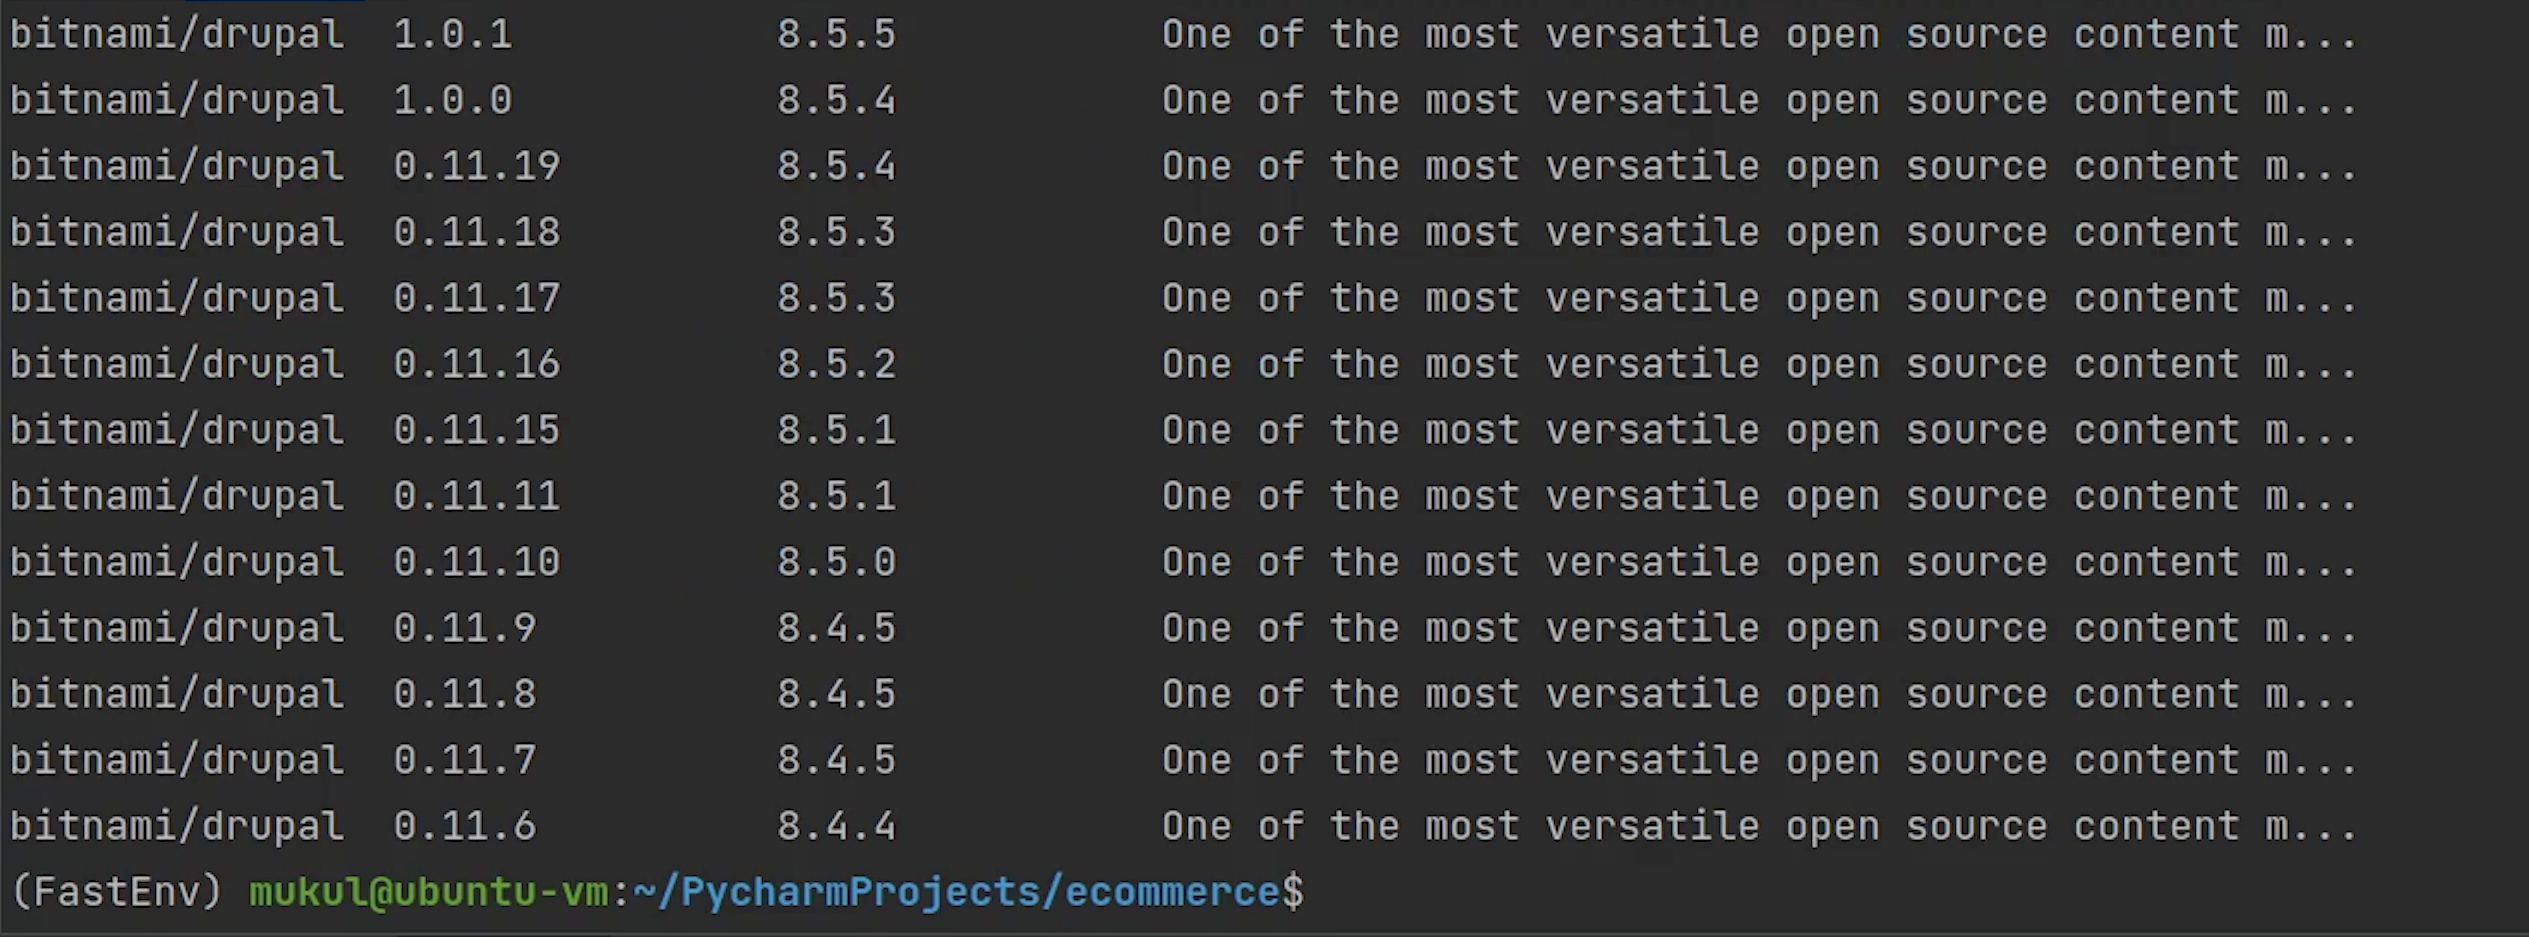 bitnami/drupal  1.0.1           8.5.5           One of the most versatile open source content m...
bitnami/drupal  1.0.0           8.5.4           One of the most versatile open source content m...
bitnami/drupal  0.11.19         8.5.4           One of the most versatile open source content m...
bitnami/drupal  0.11.18         8.5.3           One of the most versatile open source content m...
bitnami/drupal  0.11.17         8.5.3           One of the most versatile open source content m...
bitnami/drupal  0.11.16         8.5.2           One of the most versatile open source content m...
bitnami/drupal  0.11.15         8.5.1           One of the most versatile open source content m...
bitnami/drupal  0.11.11         8.5.1           One of the most versatile open source content m...
bitnami/drupal  0.11.10         8.5.0           One of the most versatile open source content m...
bitnami/drupal  0.11.9          8.4.5           One of the most versatile open source content m...
bitnami/drupal  0.11.8          8.4.5           One of the most versatile open source content m...
bitnami/drupal  0.11.7          8.4.5           One of the most versatile open source content m...
bitnami/drupal  0.11.6          8.4.4           One of the most versatile open source content m...
(FastEnv) mukul@ubuntu-vm:~/PycharmProjects/ecommerce$